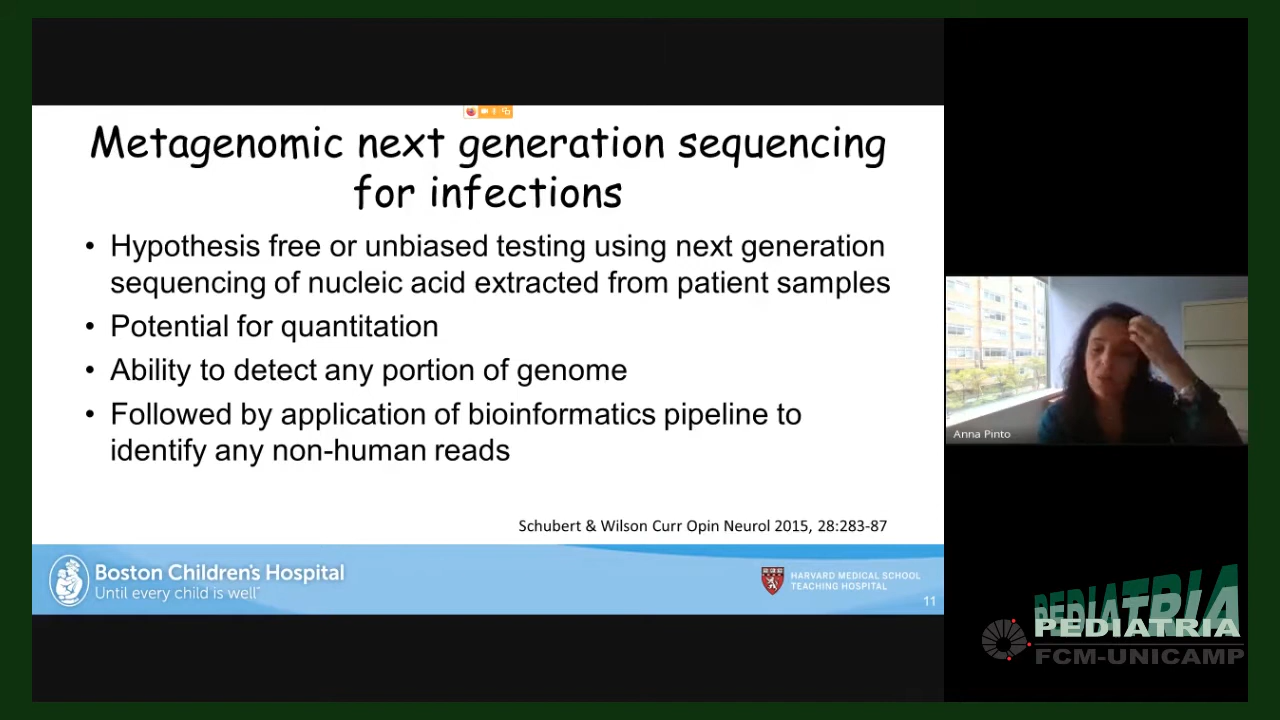 Metagenomic next generation sequencing
for infections
• Hypothesis free or unbiased testing using next generation
sequencing of nucleic acid extracted from patient samples
• Potential for quantitation
• Ability to detect any portion of genome
• Followed by application of bioinformatics pipeline to
identify any non-human reads
Schubert & Wilson Curr Opin Neurol 2015, 28:283-87
Boston Children's Hospital
Until every child is well™
HARVARD MEDICAL SCHOOL
TEACHING HOSPITAL
11
Anna Pinto
PEDIATRIA
PEDIATRIA
FCM-UNICAMP